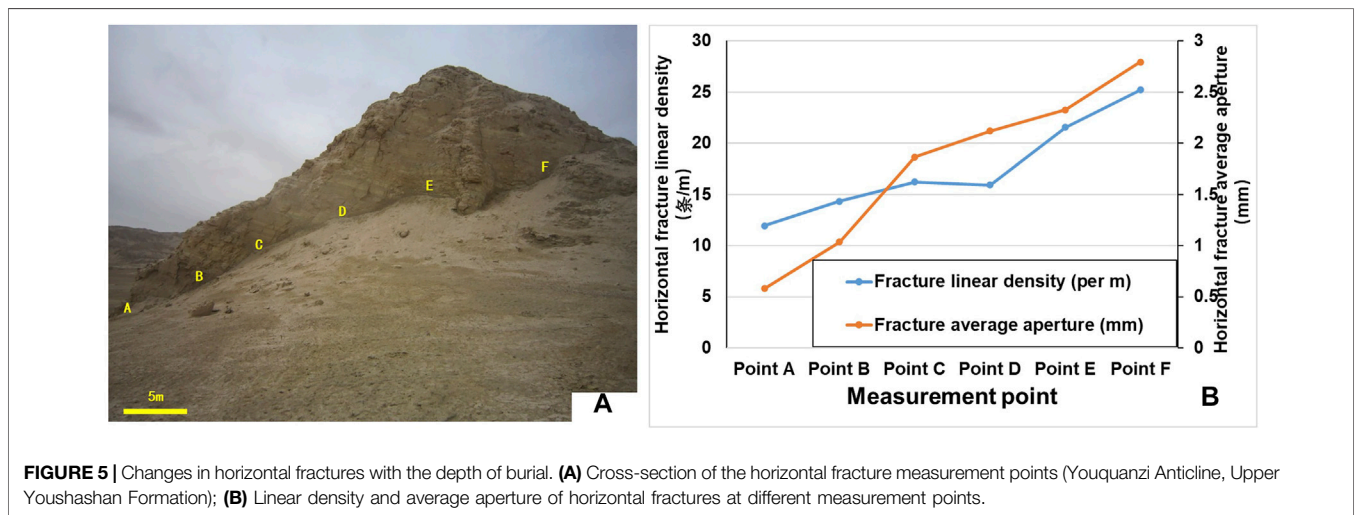 A
B
C
D
E
F
5m
A
30
25
20
15
10
5
0
Horizontal fracture linear density
(条/m)
3
2.5
2
1.5
1
0.5
0
Horizontal fracture average aperture
(mm)
Fracture linear density (per m)
Fracture average aperture (mm)
Point A Point B Point C Point D Point E Point F
Measurement point
B
FIGURE 5 | Changes in horizontal fractures with the depth of burial. (A) Cross-section of the horizontal fracture measurement points (Youquanzi Anticline, Upper
Youshashan Formation); (B) Linear density and average aperture of horizontal fractures at different measurement points.